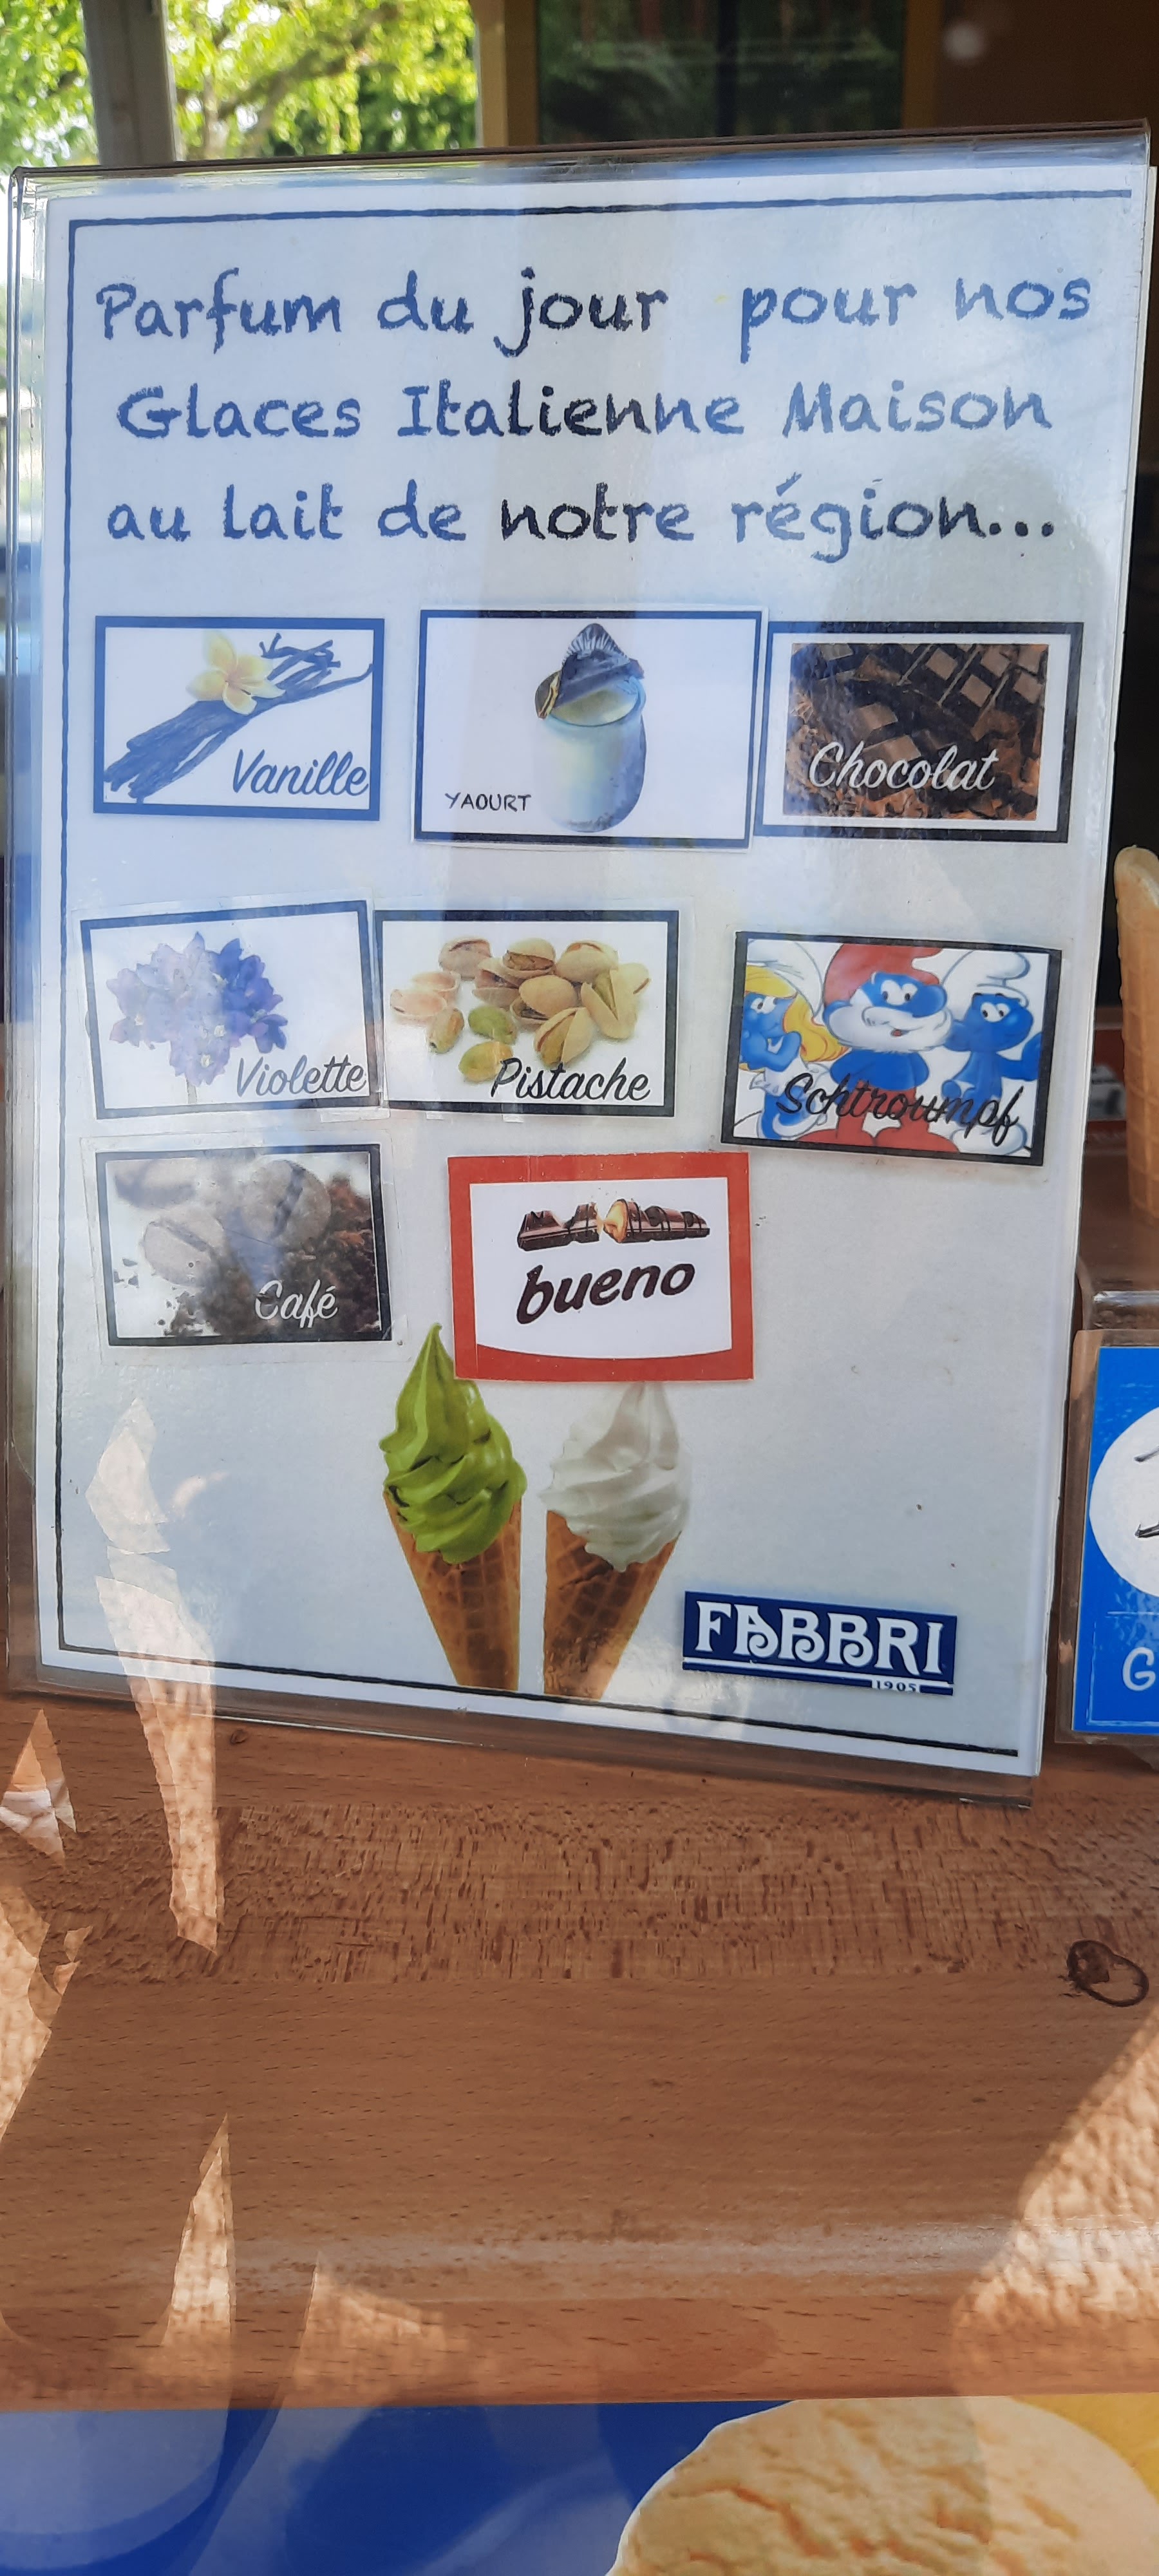 Parfum du jour pour nos
Glaces Italienne Maison
au lait de notre région...
Vanille
YAOURT
Chocolat
Violette
Pistache
Schtroumpf
Café
bueno
FABBRI
1905
G